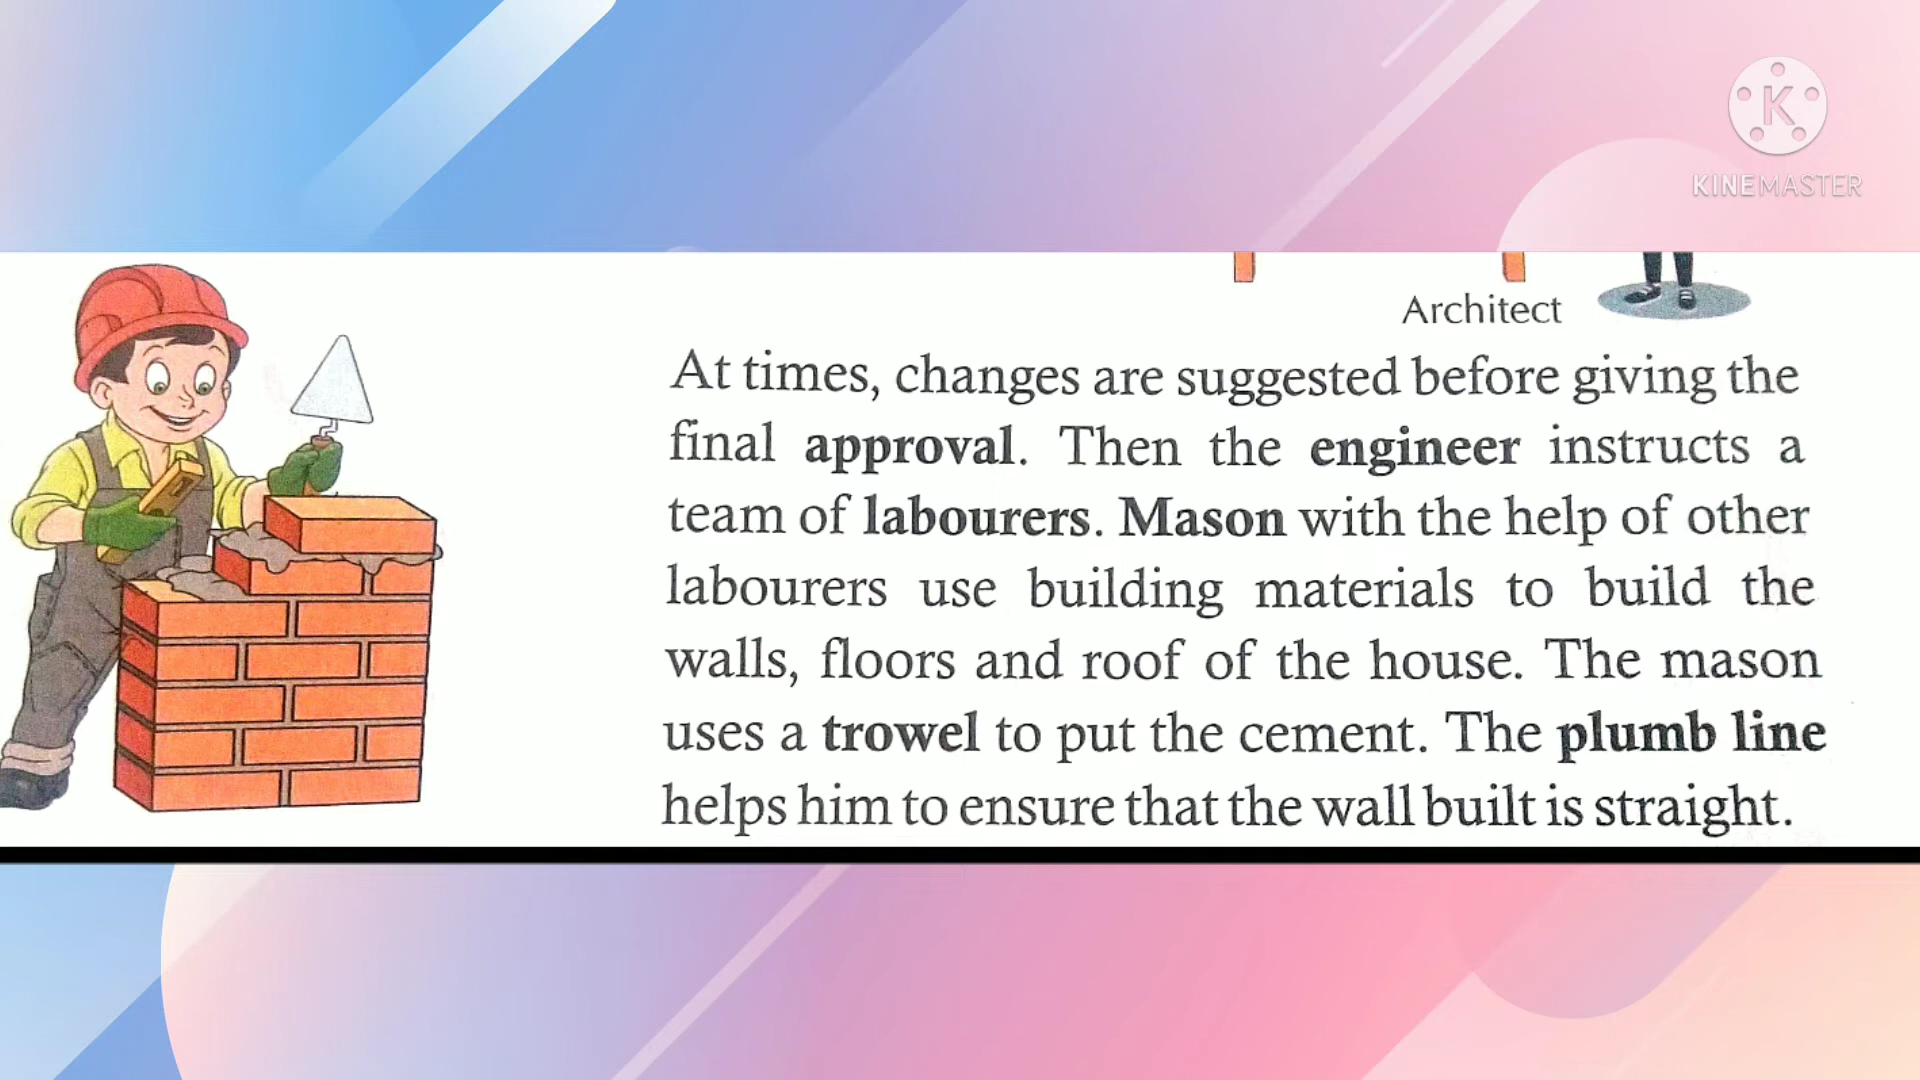 KINEMASTER
Architect
At times, changes are suggested before giving the
final approval. Then the engineer instructs a
team of labourers. Mason with the help of other
labourers use building materials to build the
walls, floors and roof of the house. The mason
uses a trowel to put the cement. The plumb line
helps him to ensure that the wall built is straight.